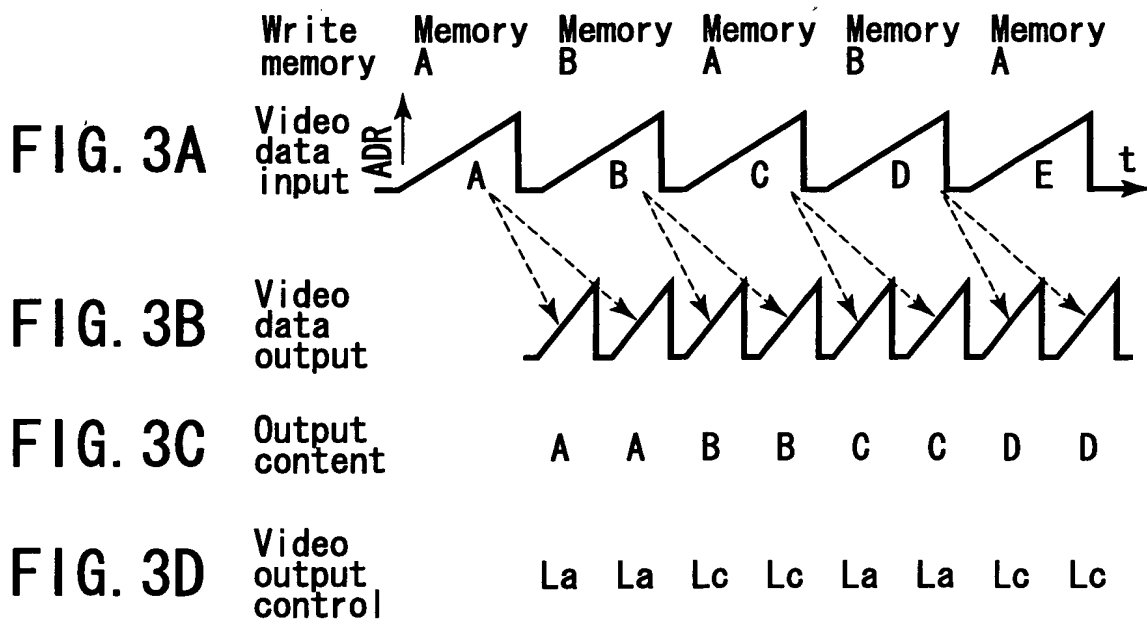 Write memory Memory A Memory B Memory A Memory B Memory A
FIG. 3A Video data input ADR A B C D E t
FIG. 3B Video data output
FIG. 3C Output content A A B B C C D D
FIG. 3D Video output control La La Lc Lc La La Lc Lc